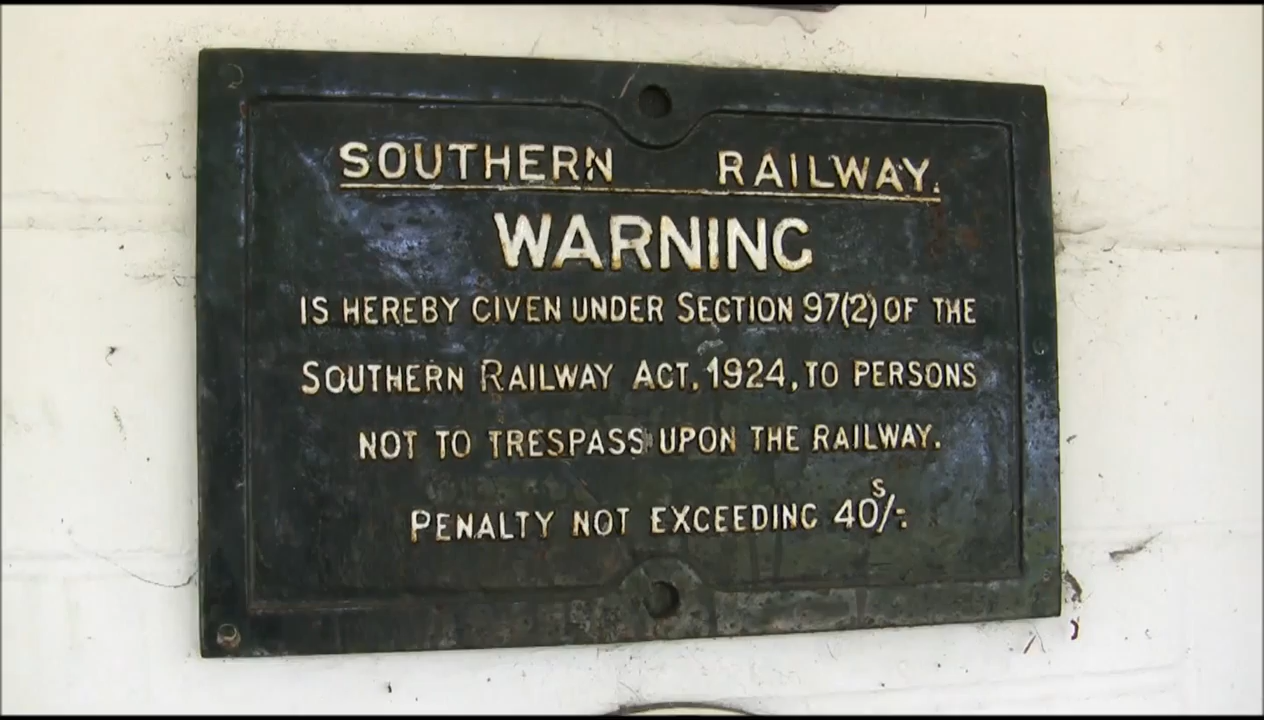 SOUTHERN RAILWAY.
WARNING
IS HEREBY GIVEN UNDER SECTION 97(2) OF THE
SOUTHERN RAILWAY ACT, 1924, TO PERSONS
NOT TO TRESPASS UPON THE RAILWAY.
PENALTY NOT EXCEEDING 40S/-.